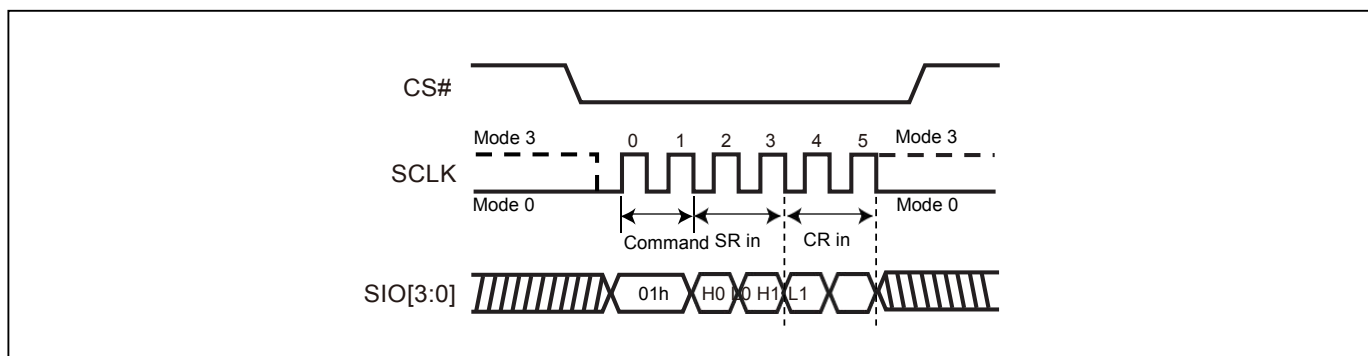 CS#
Mode 3
0 1 2 3 4 5
Mode 3
SCLK
Mode 0
Mode 0
Command SR in CR in
SIO[3:0]
01h H0 L0 H1 L1